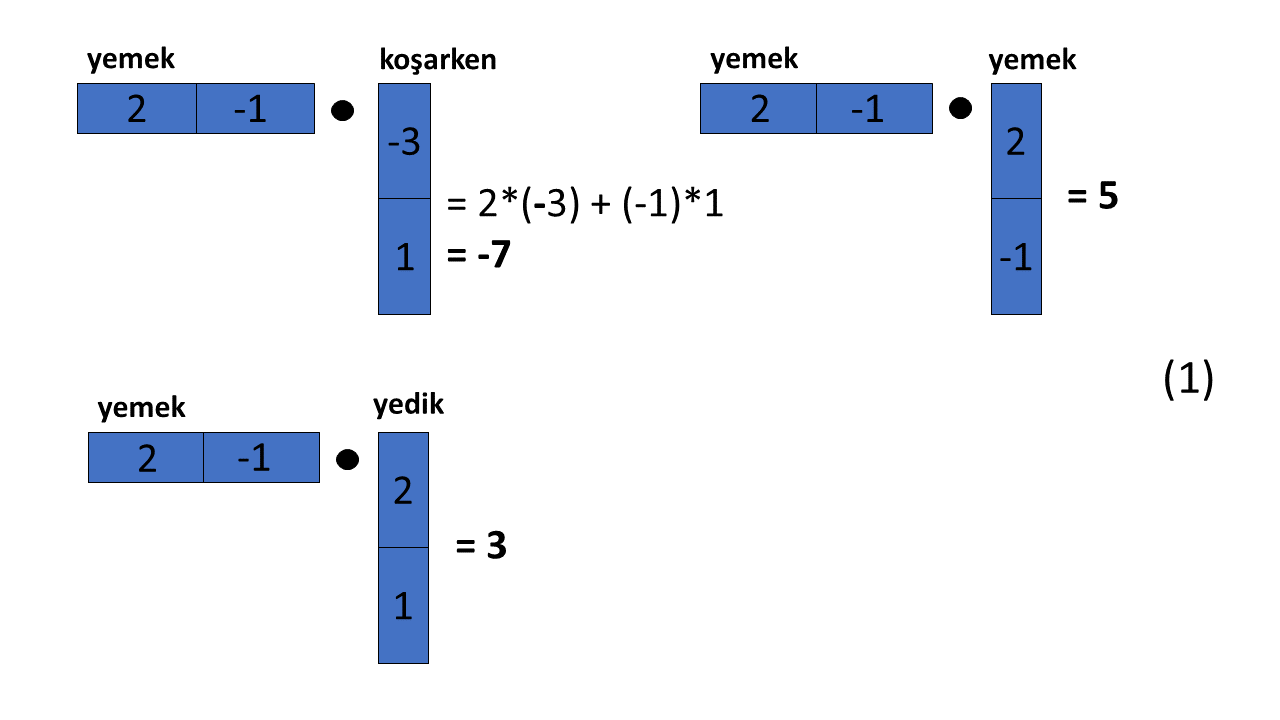 yemek
2 -1
koşarken
-3
1
= 2*(-3) + (-1)*1
= -7
yemek
2 -1
yemek
2
-1
= 5
(1)
yemek
2 -1
yedik
2
1
= 3